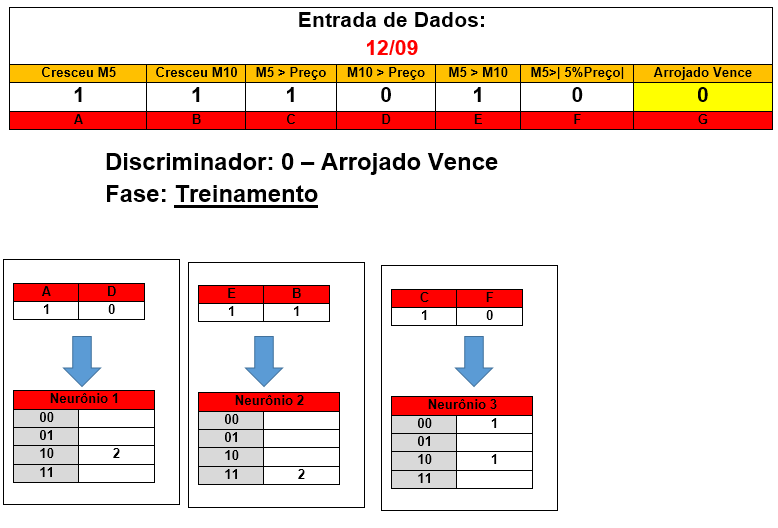 Entrada de Dados:
12/09
Cresceu M5 Cresceu M10 M5 > Preço M10 > Preço M5 > M10 M5>| 5%Preço| Arrojado Vence
1 1 1 0 1 0 0
A B C D E F G
Discriminador: 0 – Arrojado Vence
Fase: Treinamento
A D
1 0
Neurônio 1
00
01
10 2
11
E B
1 1
Neurônio 2
00
01
10
11 2
C F
1 0
Neurônio 3
00 1
01
10 1
11